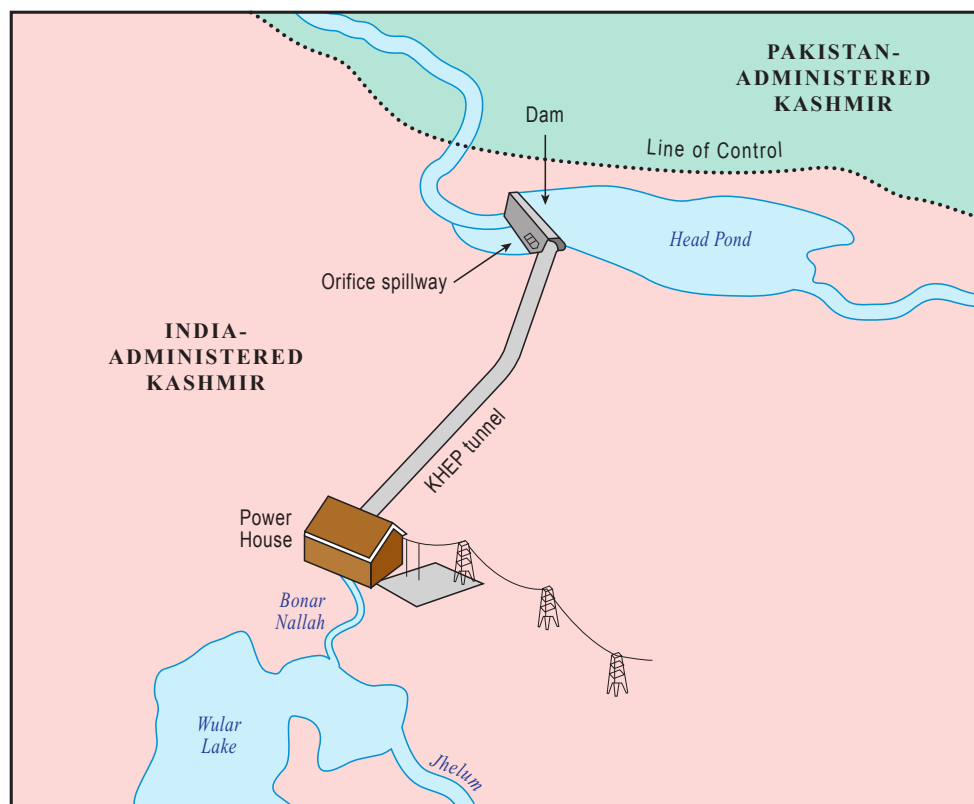 PAKISTAN-
ADMINISTERED
KASHMIR
Dam
Line of Control
Head Pond
Orifice spillway
INDIA-
ADMINISTERED
KASHMIR
KHEP tunnel
Power
House
Bonar
Nallah
Wular
Lake
Jhelum